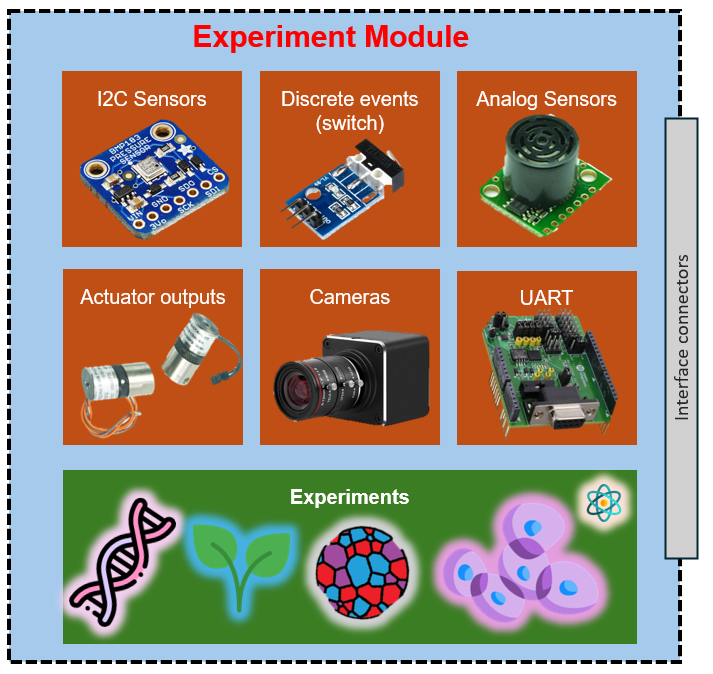 Experiment Module
I2C Sensors
Discrete events
(switch)
Analog Sensors
BMP183
PRESSURE
SENSOR
VIN
3Vo
GND
SCK
SDO
SDI
CS
Actuator outputs
Cameras
UART
Experiments
Interface connectors